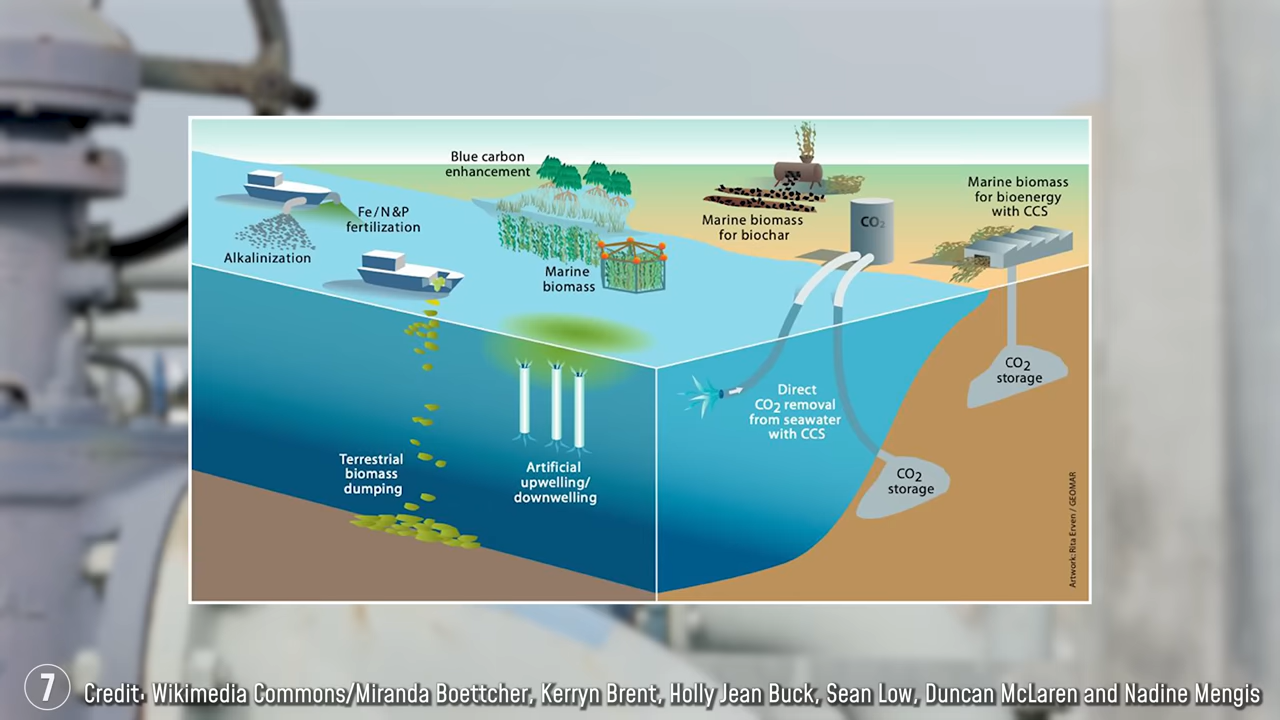 Blue carbon
enhancement
Fe/N&P
fertilization
Alkalinization
Marine
biomass
Marine biomass
for biochar
CO₂
Marine biomass
for bioenergy
with CCS
CO₂
storage
Direct
CO₂ removal
from seawater
with CCS
CO₂
storage
Terrestrial
biomass
dumping
Artificial
upwelling/
downwelling
Artwork: Rita Erven / GEOMAR
7 Credit: Wikimedia Commons/Miranda Boettcher, Kerryn Brent, Holly Jean Buck, Sean Low, Duncan McLaren and Nadine Mengis